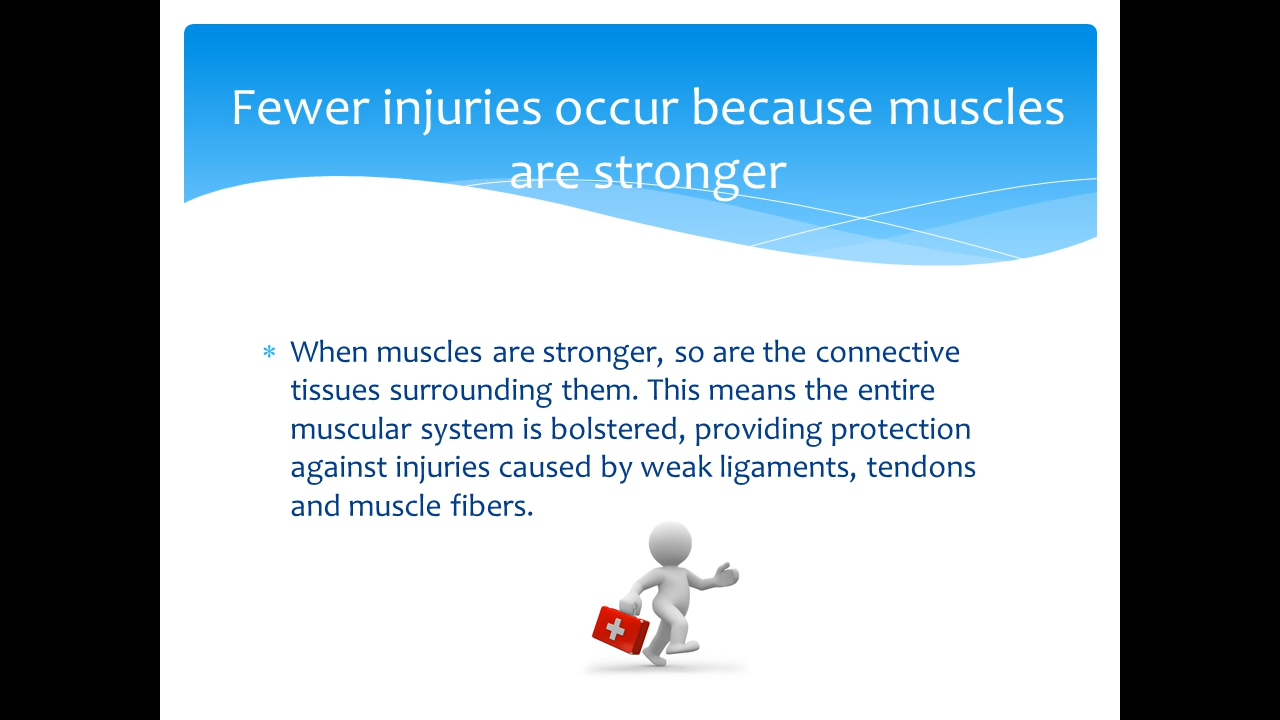 Fewer injuries occur because muscles
are stronger
* When muscles are stronger, so are the connective
tissues surrounding them. This means the entire
muscular system is bolstered, providing protection
against injuries caused by weak ligaments, tendons
and muscle fibers.